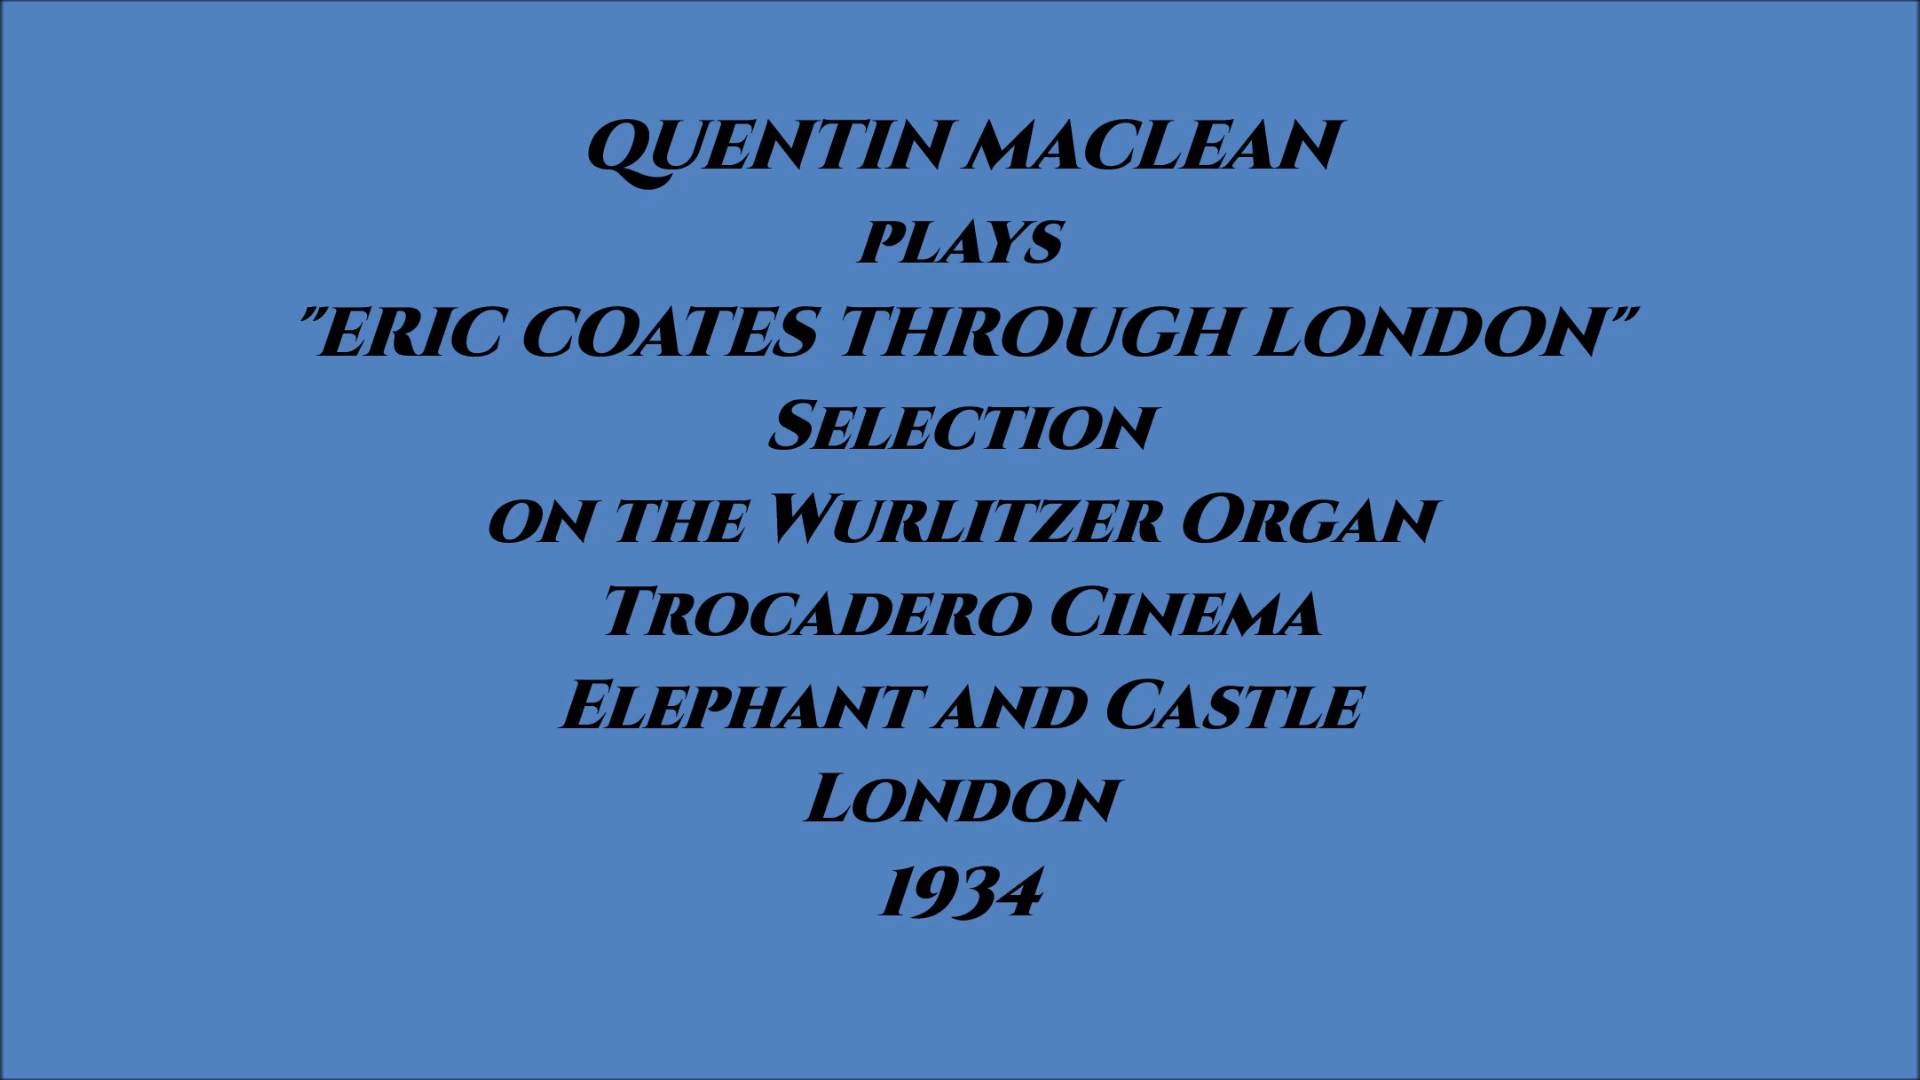 QUENTIN MACLEAN
PLAYS
"ERIC COATES THROUGH LONDON"
SELECTION
ON THE WURLITZER ORGAN
TROCADERO CINEMA
ELEPHANT AND CASTLE
LONDON
1934